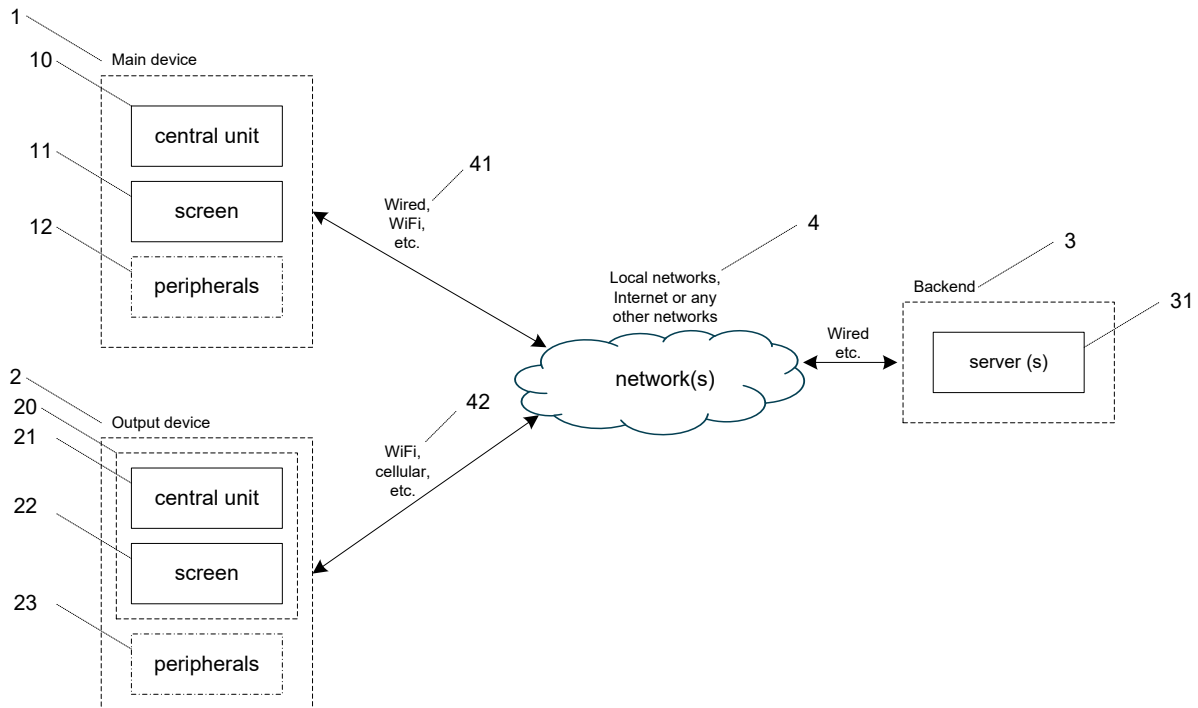 1
Main device
10
central unit
11
screen
12
peripherals
41
Wired,
WiFi,
etc.
4
Local networks,
Internet or any
other networks
network(s)
3
Backend
31
Wired
etc.
server (s)
2
Output device
20
21
central unit
22
screen
23
peripherals
42
WiFi,
cellular,
etc.